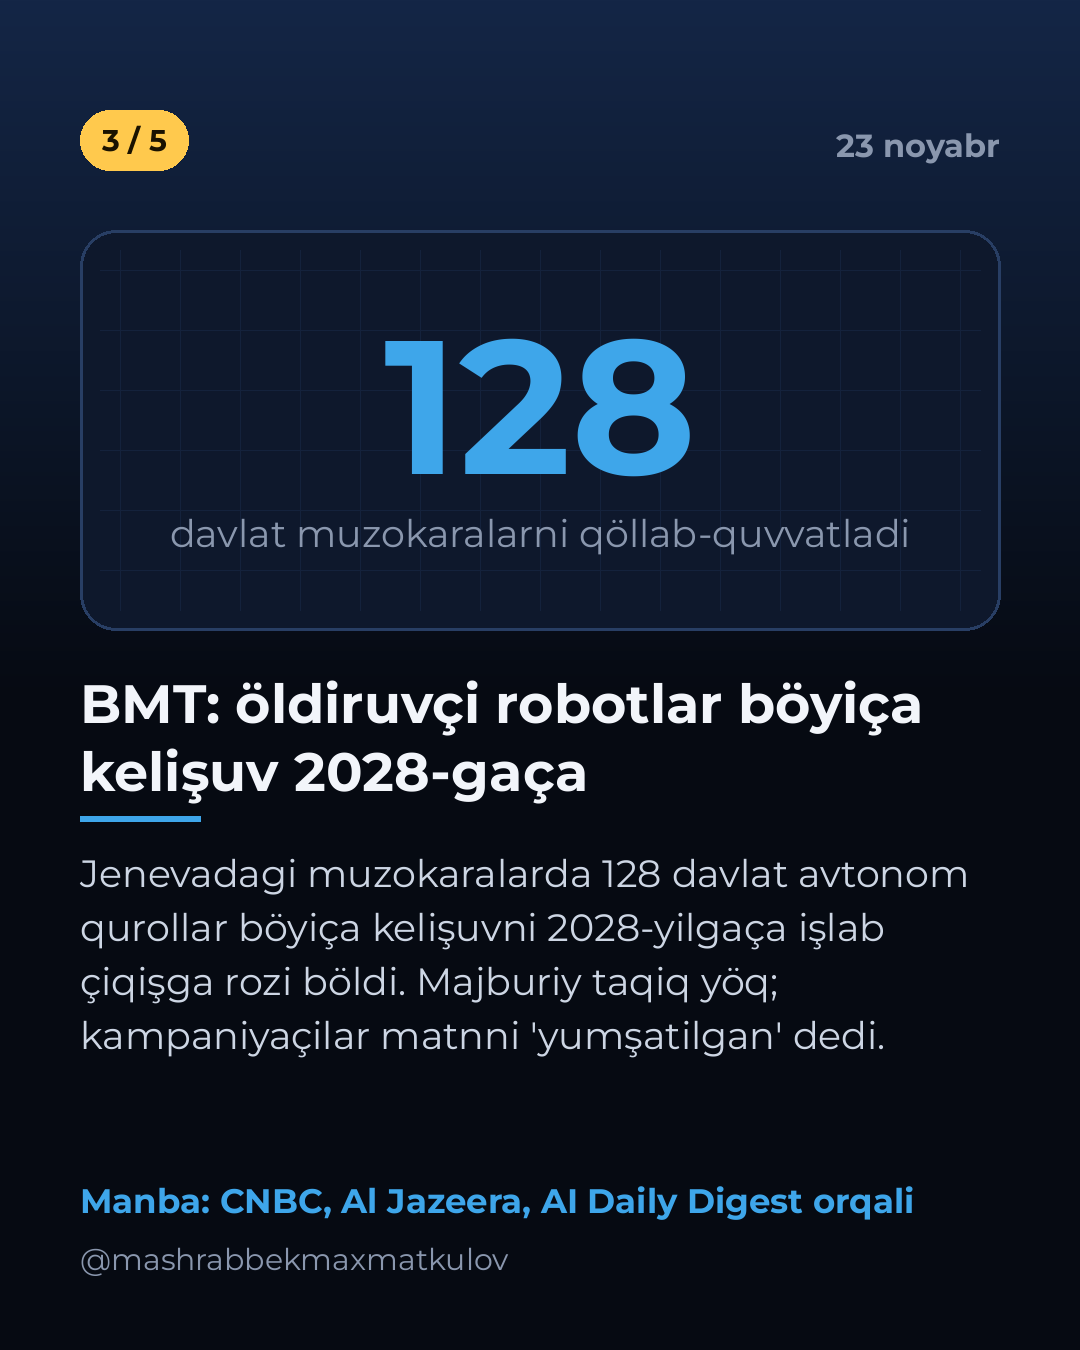 3 / 5
23 noyabr
128
davlat muzokaralarni qöllab-quvvatladi
BMT: öldiruvçi robotlar böyiça
kelişuv 2028-gaça
Jenevadagi muzokaralarda 128 davlat avtonom
qurollar böyiça kelişuvni 2028-yilgaça işlab
çiqişga rozi böldi. Majburiy taqiq yöq;
kampaniyaçilar matnni 'yumşatilgan' dedi.
Manba: CNBC, Al Jazeera, AI Daily Digest orqali
@mashrabbekmaxmatkulov